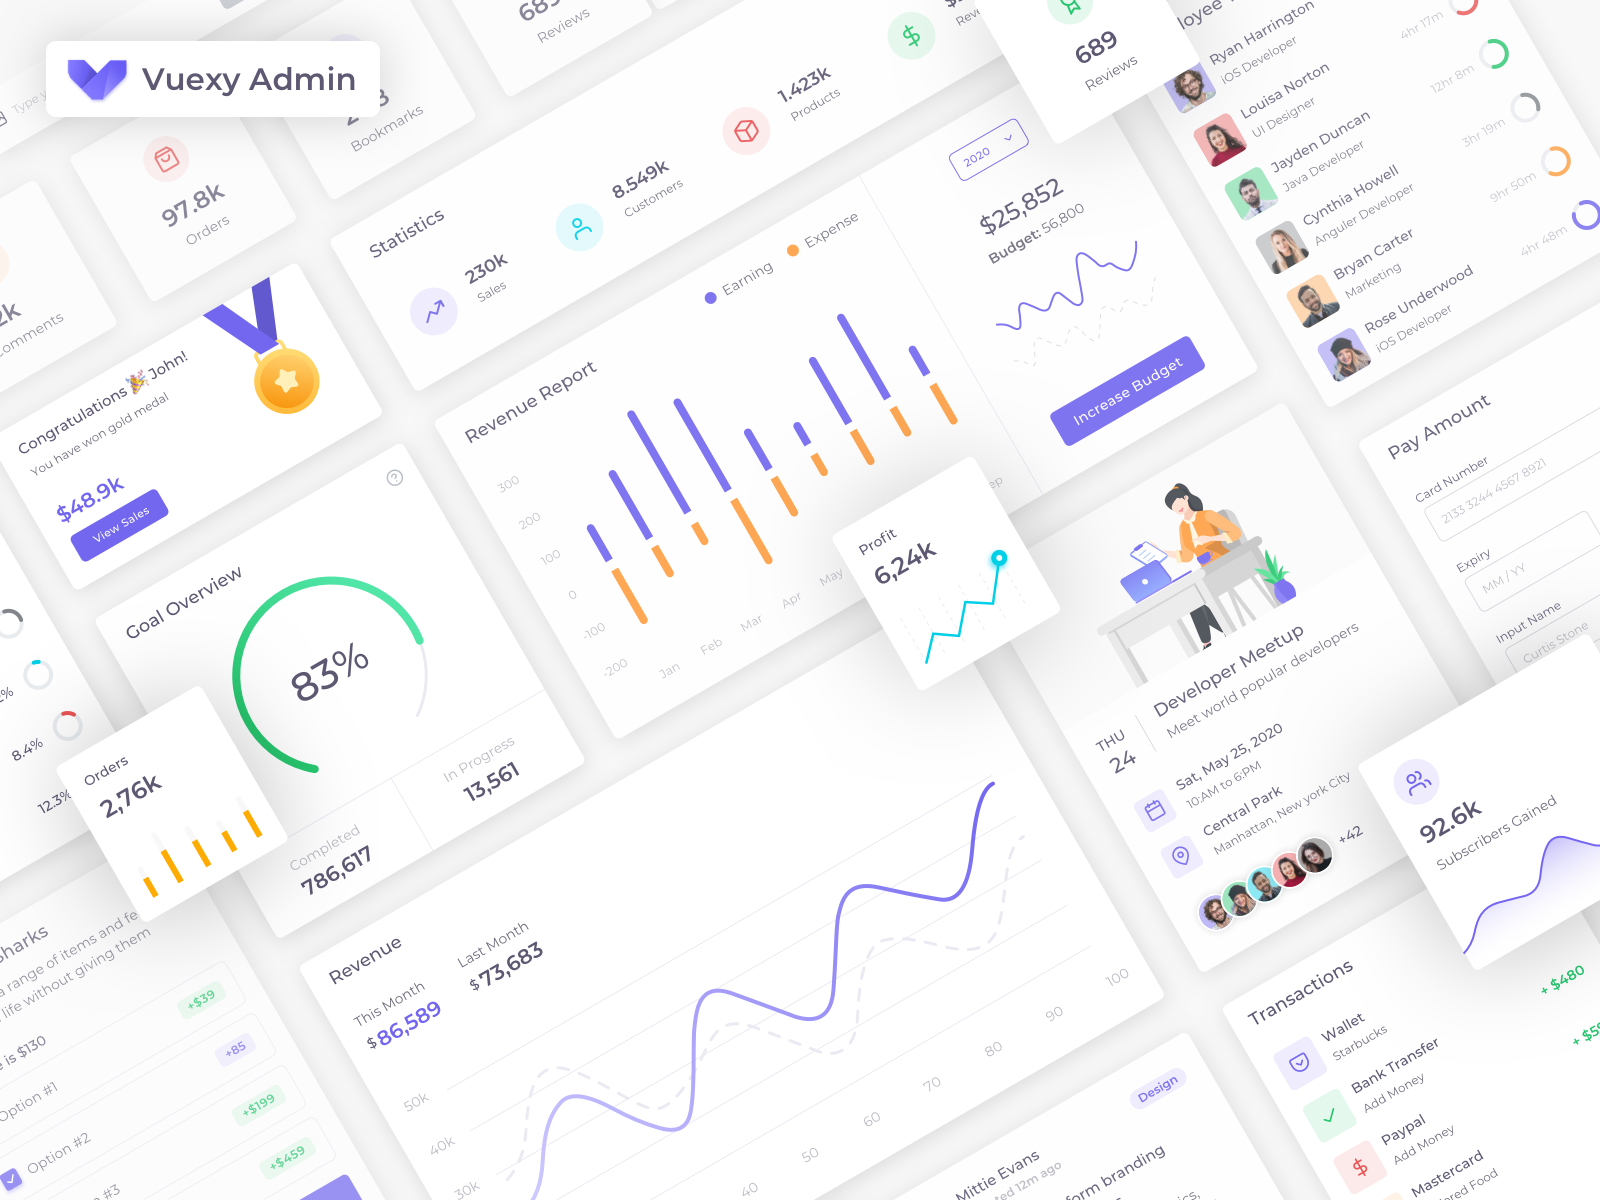 Vuexy Admin
Type
Bookmarks
97.8k
Orders
Reviews
689
Reviews
Statistics
230k
Sales
8.549k
Customers
1.423k
Products
Congratulations 🎉 John!
You have won gold medal
$48.9k
View Sales
Goal Overview
83%
Completed
786,617
In Progress
13,561
Revenue Report
Earning
Expense
300
200
100
0
-100
-200
Jan
Feb
Mar
Apr
May
2020
$25,852
Budget: 56,800
Increase Budget
Ryan Harrington
iOS Developer
4hr 17m
Louisa Norton
UI Designer
12hr 8m
Jayden Duncan
Java Developer
3hr 19m
Cynthia Howell
Anguler Developer
9hr 50m
Bryan Carter
Marketing
4hr 48m
Rose Underwood
iOS Developer
Pay Amount
Card Number
2133 3244 4567 8921
Expiry
MM / YY
Input Name
Curtis Stone
Profit
6,24k
Orders
2,76k
8.4%
12.3%
THU
24
Developer Meetup
Meet world popular developers
Sat, May 25, 2020
10:AM to 6:PM
Central Park
Manhattan, New york City
+42
92.6k
Subscribers Gained
Revenue
This Month
$86,589
Last Month
$73,683
50k
40k
30k
40
50
60
70
80
90
100
a range of items and
life without giving them
is $130
+$39
Option #1
+85
Option #2
+$199
#3
+$459
Design
Mittie Evans
12m ago
branding
Transactions
Wallet
Starbucks
+ $480
Bank Transfer
Add Money
Paypal
Add Money
Mastercard
Food